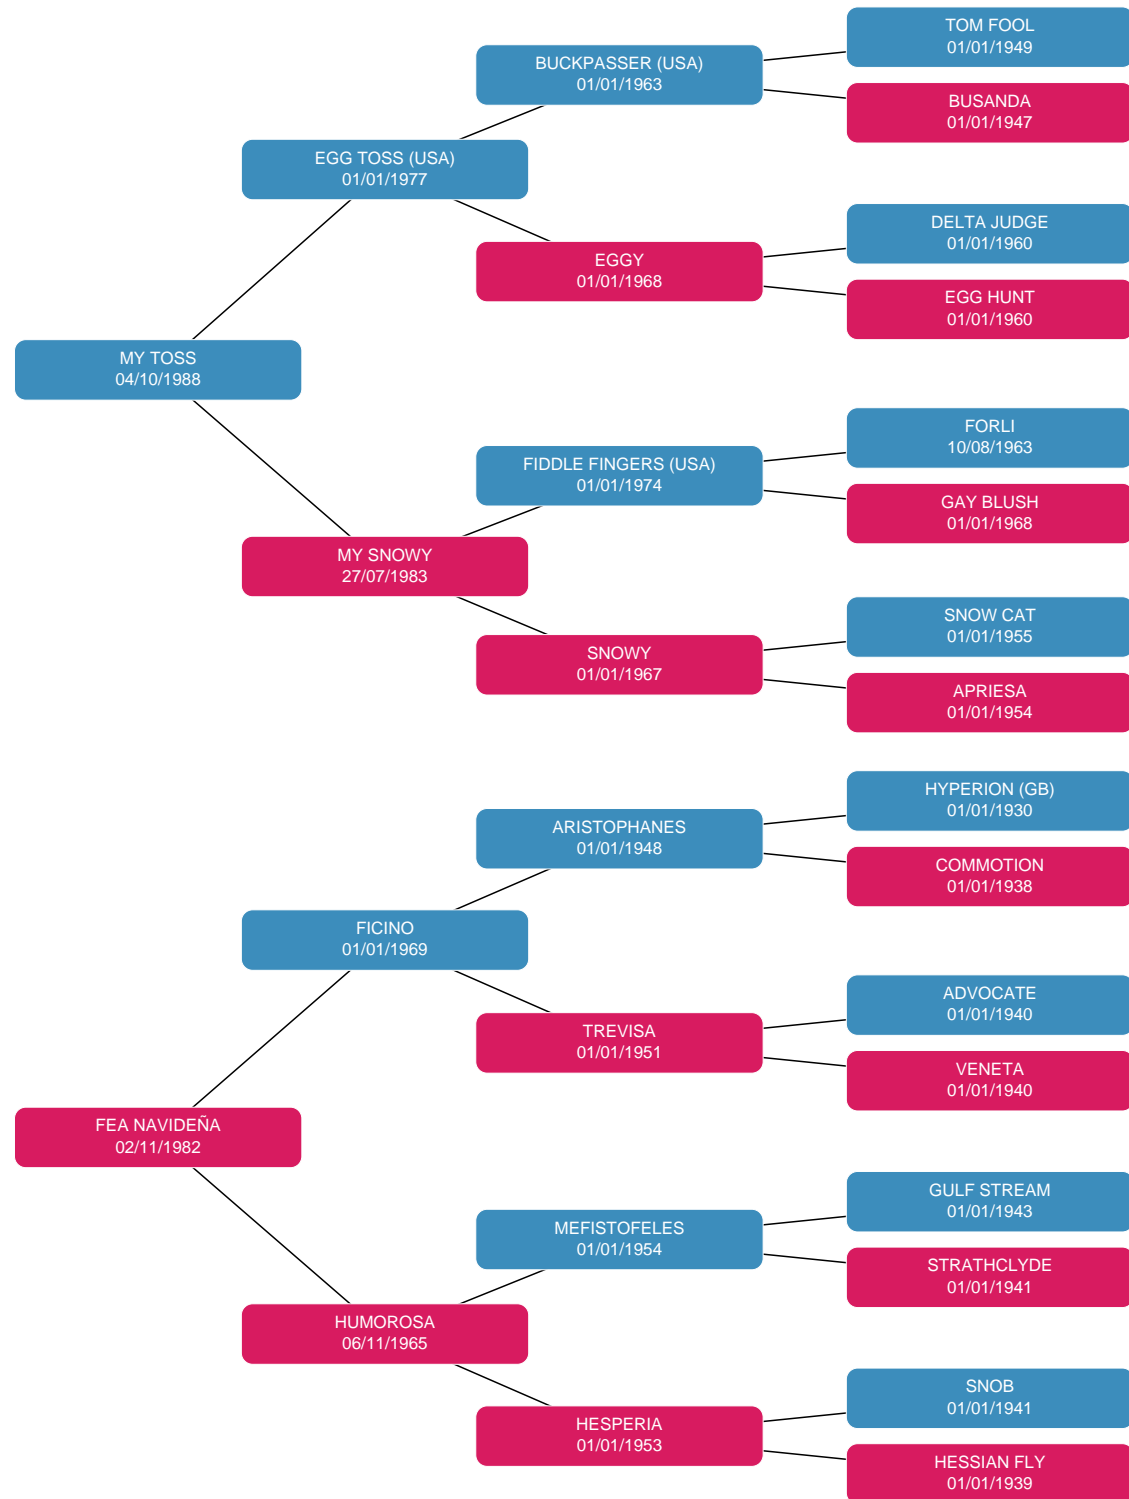 TOM FOOL
01/01/1949
BUCKPASSER (USA)
01/01/1963
BUSANDA
01/01/1947
EGG TOSS (USA)
01/01/1977
DELTA JUDGE
01/01/1960
EGGY
01/01/1968
EGG HUNT
01/01/1960
MY TOSS
04/10/1988
FORLI
10/08/1963
FIDDLE FINGERS (USA)
01/01/1974
GAY BLUSH
01/01/1968
MY SNOWY
27/07/1983
SNOW CAT
01/01/1955
SNOWY
01/01/1967
APRIESA
01/01/1954
HYPERION (GB)
01/01/1930
ARISTOPHANES
01/01/1948
COMMOTION
01/01/1938
FICINO
01/01/1969
ADVOCATE
01/01/1940
TREVISA
01/01/1951
VENETA
01/01/1940
FEA NAVIDEÑA
02/11/1982
GULF STREAM
01/01/1943
MEFISTOFELES
01/01/1954
STRATHCLYDE
01/01/1941
HUMOROSA
06/11/1965
SNOB
01/01/1941
HESPERIA
01/01/1953
HESSIAN FLY
01/01/1939